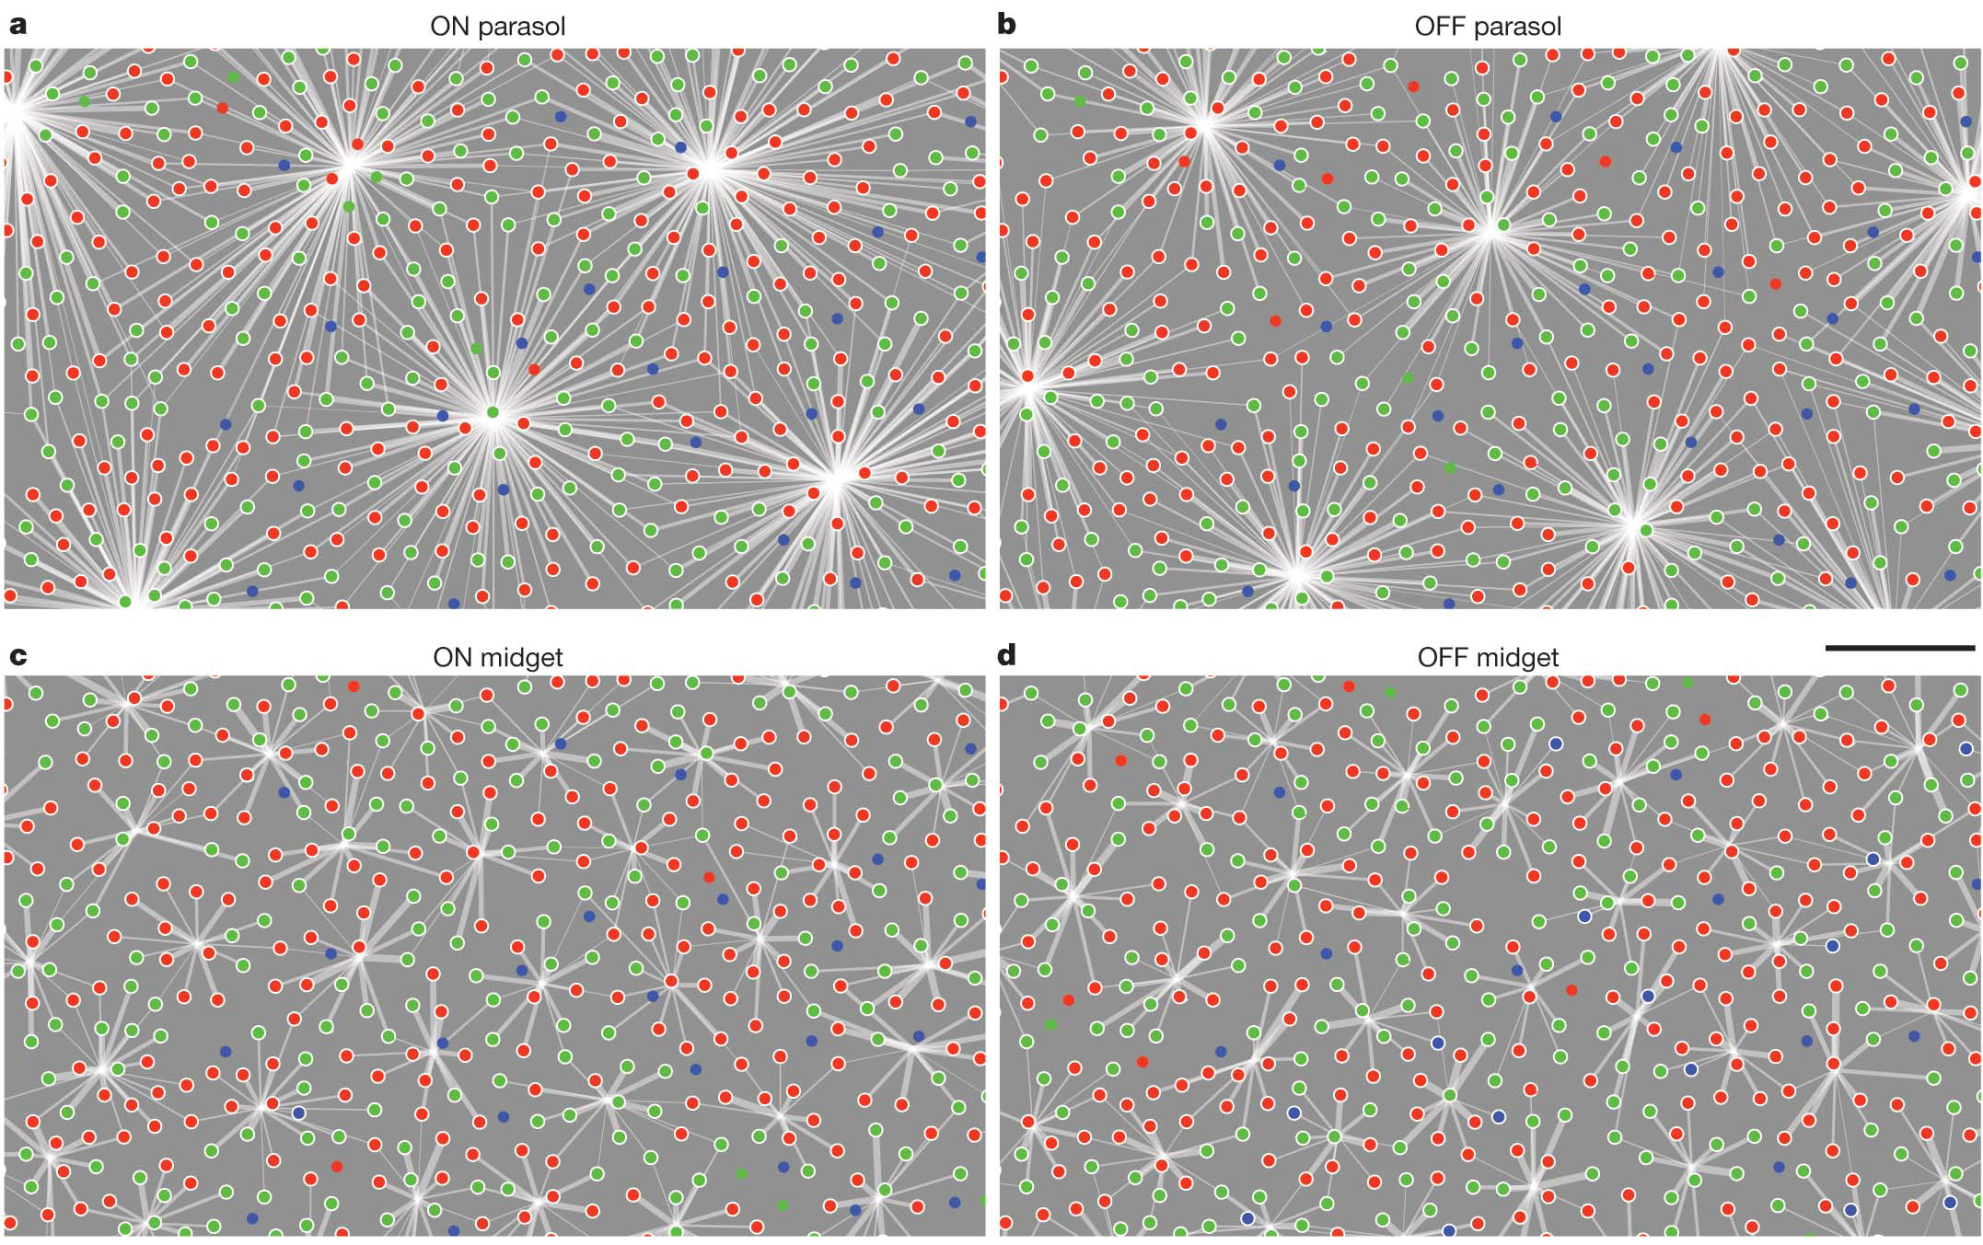 a ON parasol
b OFF parasol
c ON midget
d OFF midget